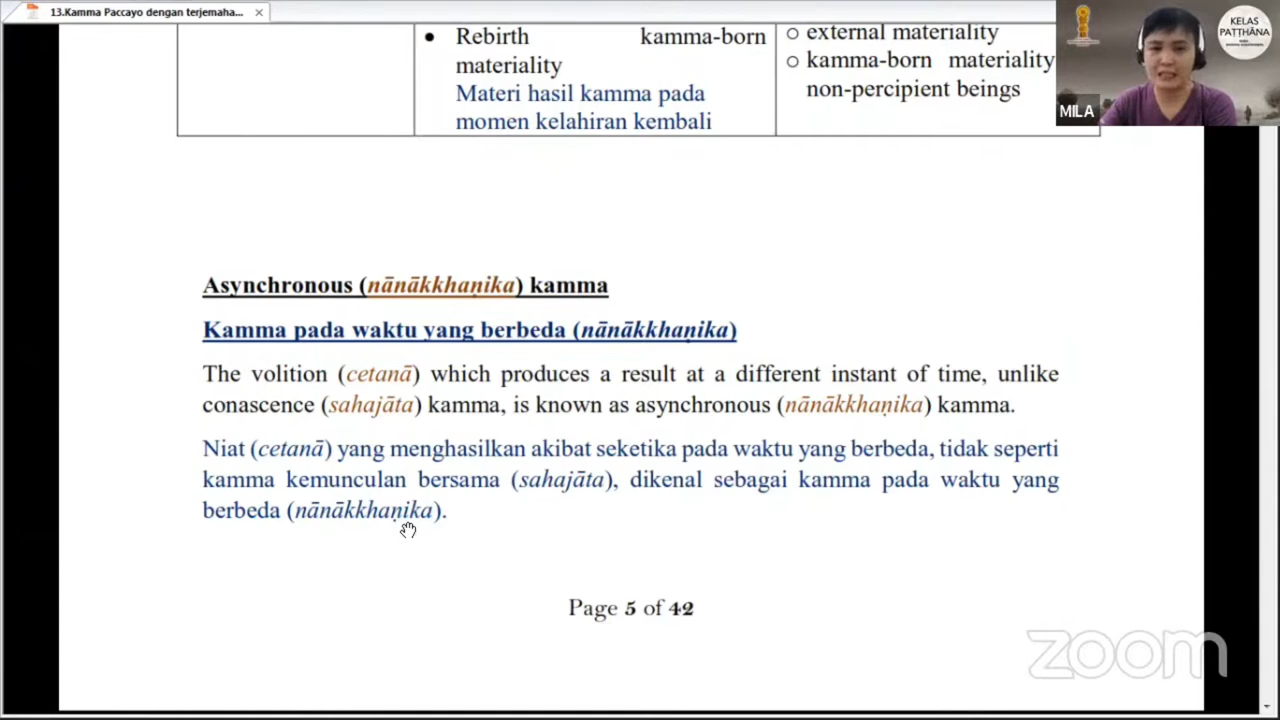 13.Kamma Paccayo dengan terjemaha...
• Rebirth kamma-born
materiality
Materi hasil kamma pada
momen kelahiran kembali
○ external materiality
○ kamma-born materiality
non-percipient beings
KELAS
PATTHĀNA
MILA
Asynchronous (nānākkhaṇika) kamma
Kamma pada waktu yang berbeda (nānākkhaṇika)
The volition (cetanā) which produces a result at a different instant of time, unlike
conascence (sahajāta) kamma, is known as asynchronous (nānākkhaṇika) kamma.
Niat (cetanā) yang menghasilkan akibat seketika pada waktu yang berbeda, tidak seperti
kamma kemunculan bersama (sahajāta), dikenal sebagai kamma pada waktu yang
berbeda (nānākkhaṇika).
Page 5 of 42
zoom